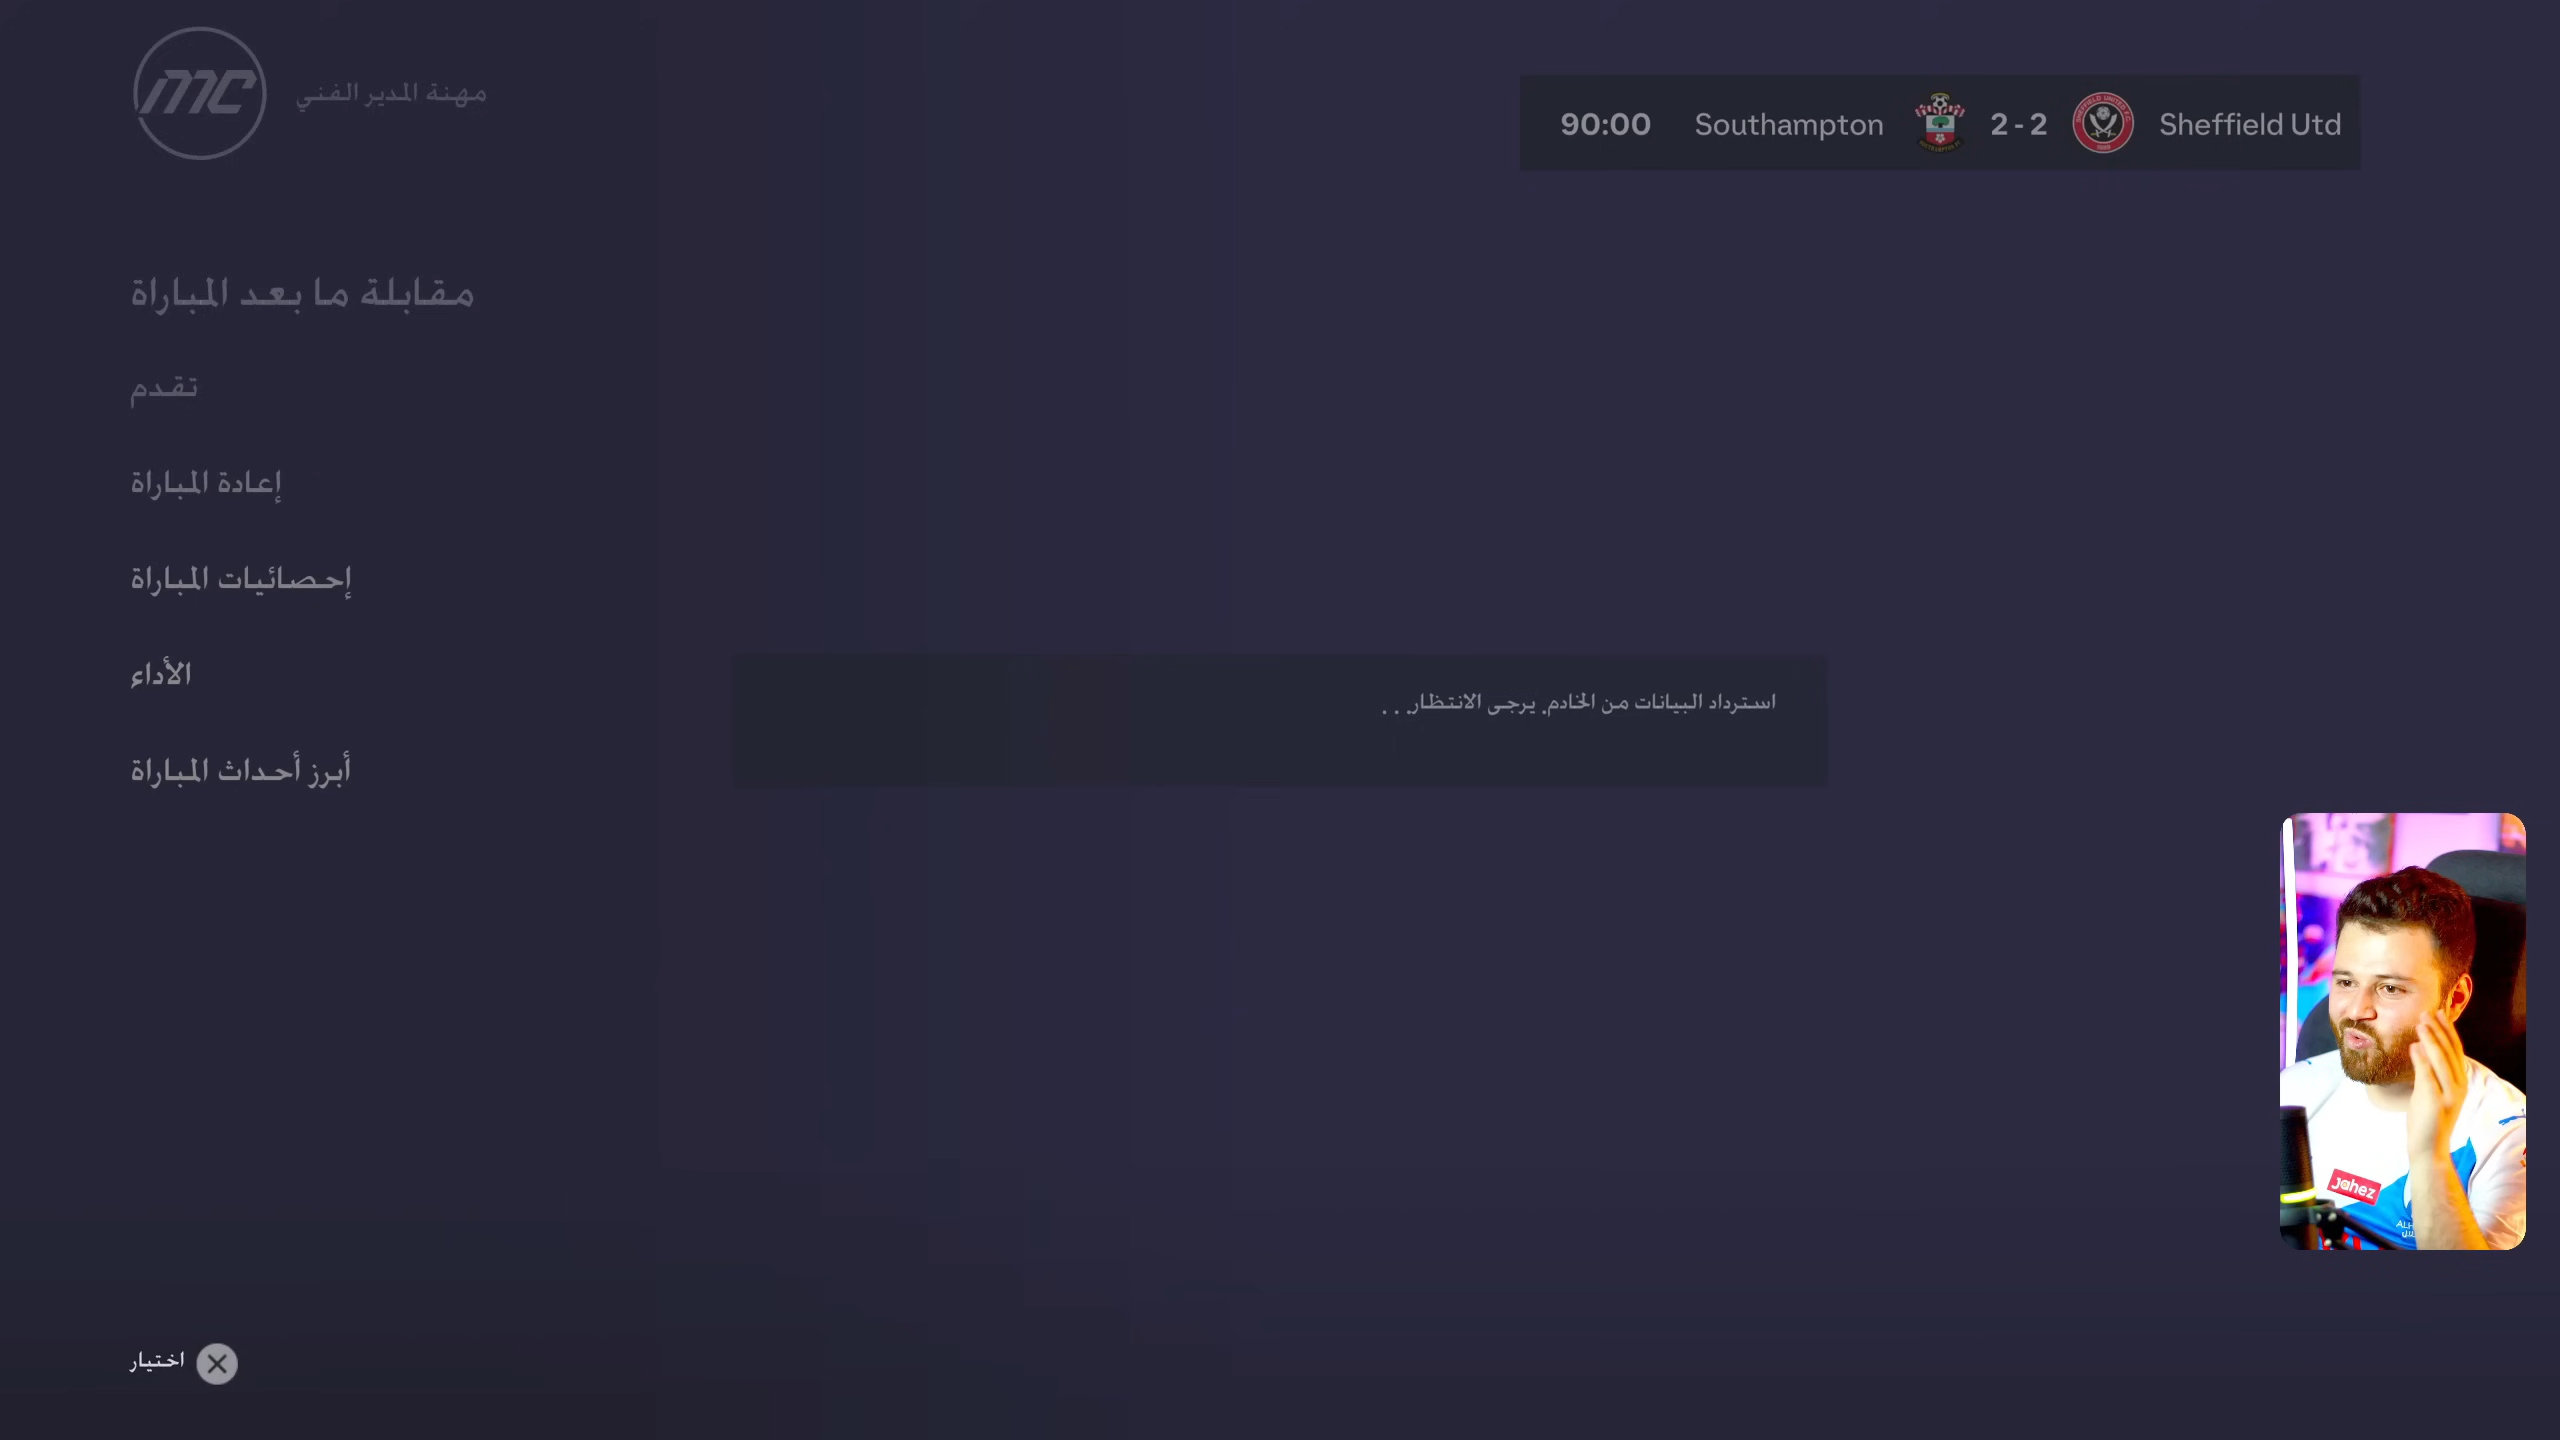 MC مهنة المدير الفني
90:00 Southampton 2 - 2 Sheffield Utd
مقابلة ما بعد المباراة
تقدم
إعادة المباراة
إحصائيات المباراة
الأداء
استرداد البيانات من الخادم. يرجى الانتظار. . .
أبرز أحداث المباراة
jahez
اختيار